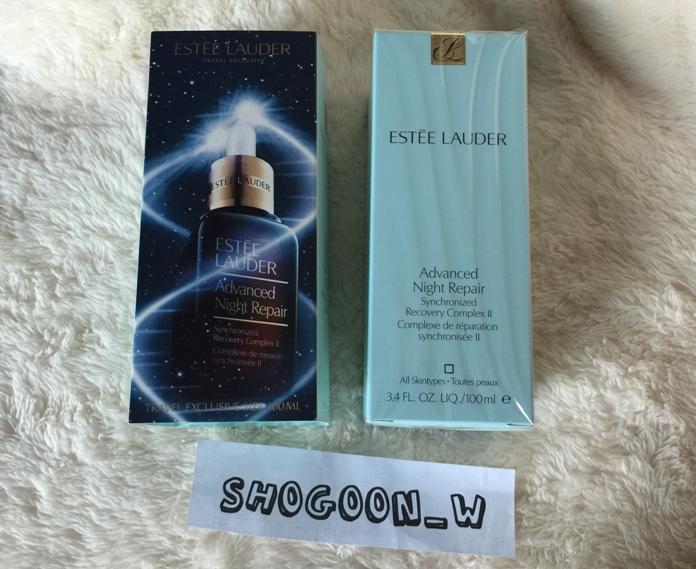 ESTĒE LAUDER
TRAVEL EXCLUSIVE
ESTĒE LAUDER
ESTĒE
LAUDER
Advanced
Night Repair
Synchronized
Recovery Complex II
Complexe de réparation
synchronisée II
TRAVEL EXCLUSIVE SIZE 100 ML
ESTĒE LAUDER
Advanced
Night Repair
Synchronized
Recovery Complex II
Complexe de réparation
synchronisée II
All Skintypes • Toutes peaux
3.4 FL. OZ. LIQ./100 ml e
SHOGOON_W